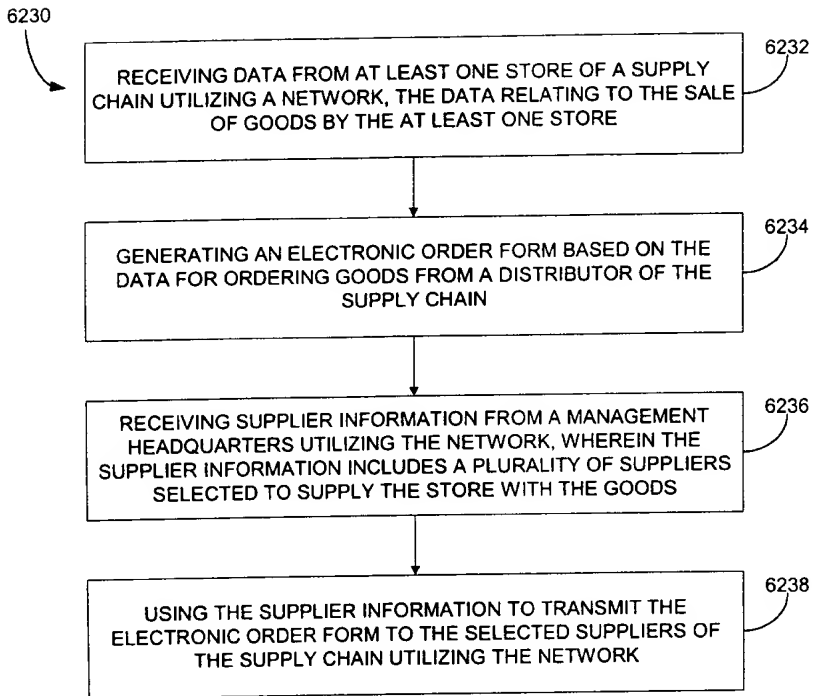 6230
6232
RECEIVING DATA FROM AT LEAST ONE STORE OF A SUPPLY
CHAIN UTILIZING A NETWORK, THE DATA RELATING TO THE SALE
OF GOODS BY THE AT LEAST ONE STORE
6234
GENERATING AN ELECTRONIC ORDER FORM BASED ON THE
DATA FOR ORDERING GOODS FROM A DISTRIBUTOR OF THE
SUPPLY CHAIN
6236
RECEIVING SUPPLIER INFORMATION FROM A MANAGEMENT
HEADQUARTERS UTILIZING THE NETWORK, WHEREIN THE
SUPPLIER INFORMATION INCLUDES A PLURALITY OF SUPPLIERS
SELECTED TO SUPPLY THE STORE WITH THE GOODS
6238
USING THE SUPPLIER INFORMATION TO TRANSMIT THE
ELECTRONIC ORDER FORM TO THE SELECTED SUPPLIERS OF
THE SUPPLY CHAIN UTILIZING THE NETWORK